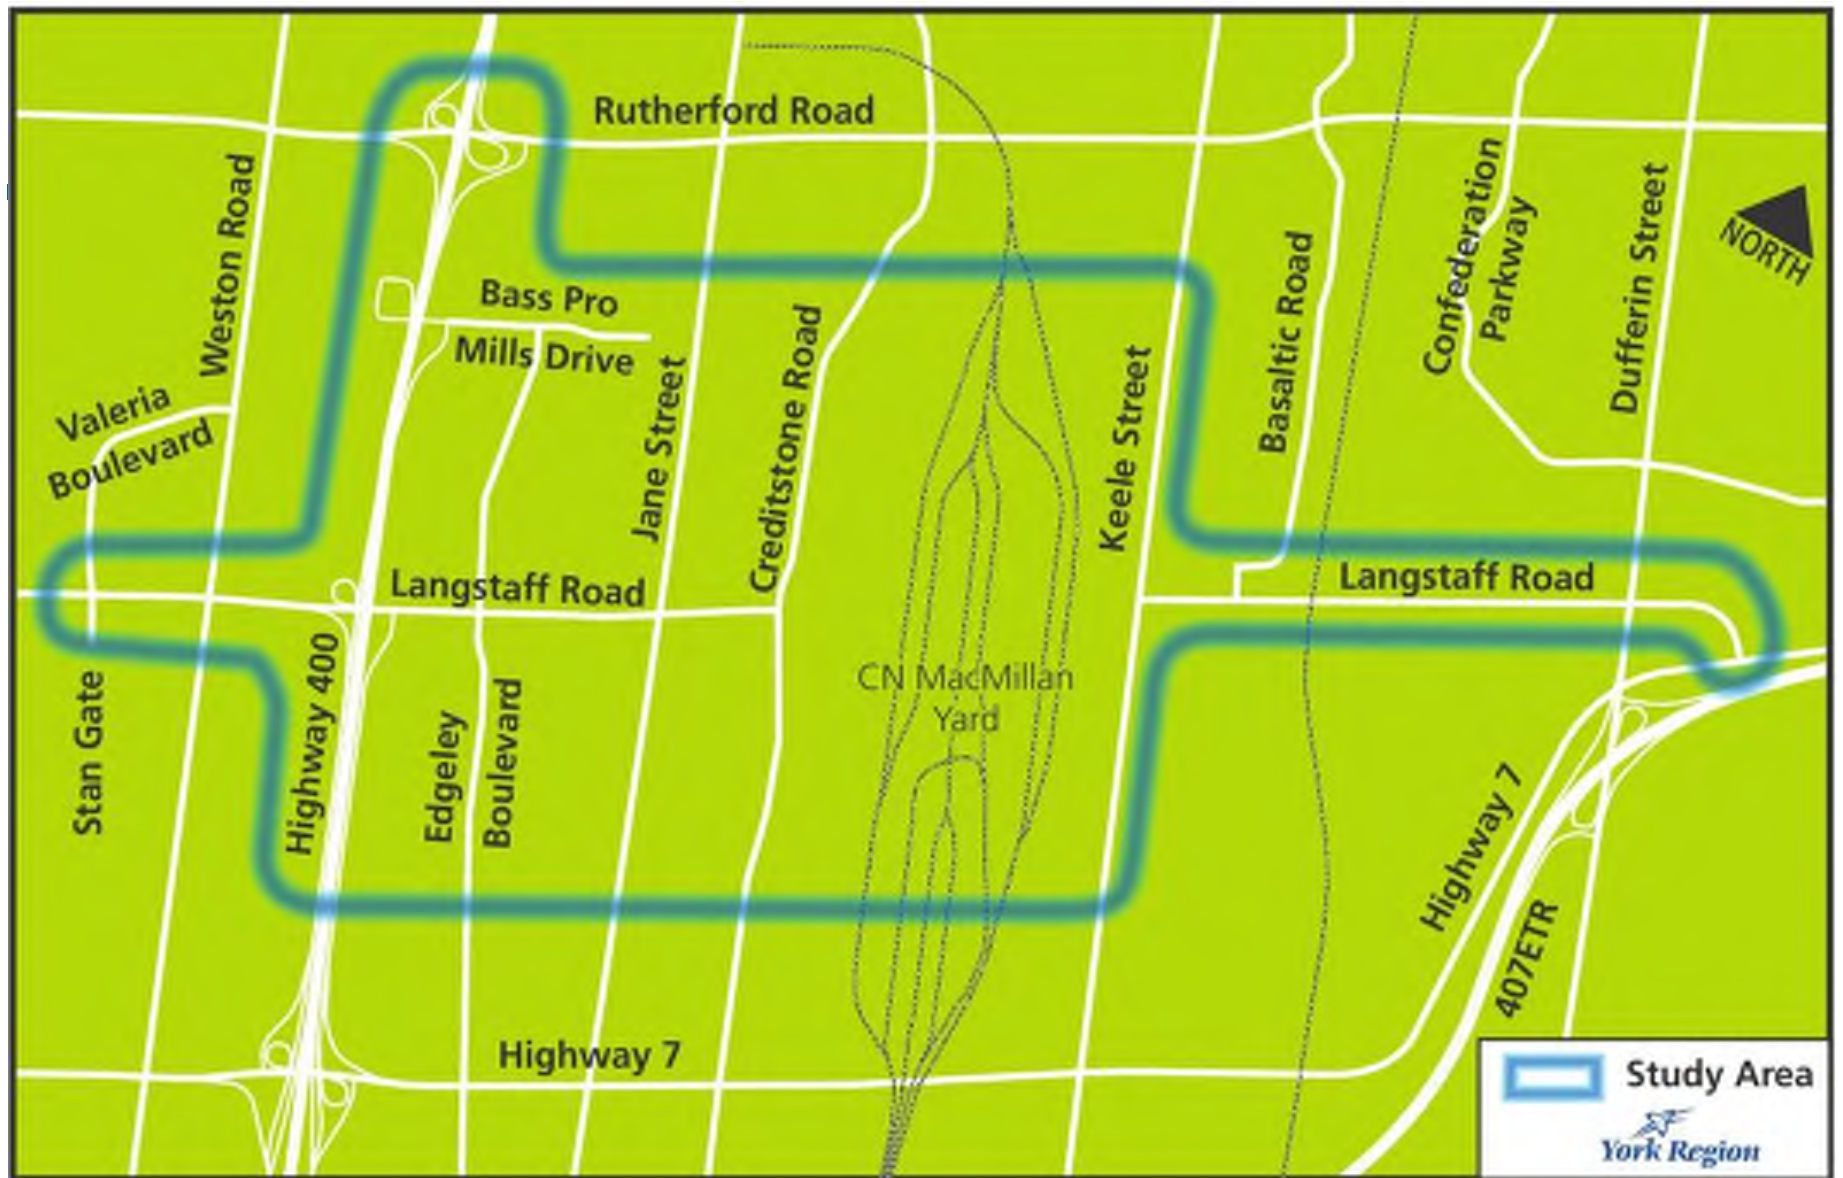 Rutherford Road
Weston Road
Bass Pro
Mills Drive
Valeria
Boulevard
Jane Street
Creditstone Road
Keele Street
Basaltic Road
Confederation
Parkway
Dufferin Street
NORTH
Langstaff Road
Langstaff Road
Stan Gate
Highway 400
Edgeley
Boulevard
CN MacMillan
Yard
Highway 7
407ETR
Highway 7
Study Area
York Region